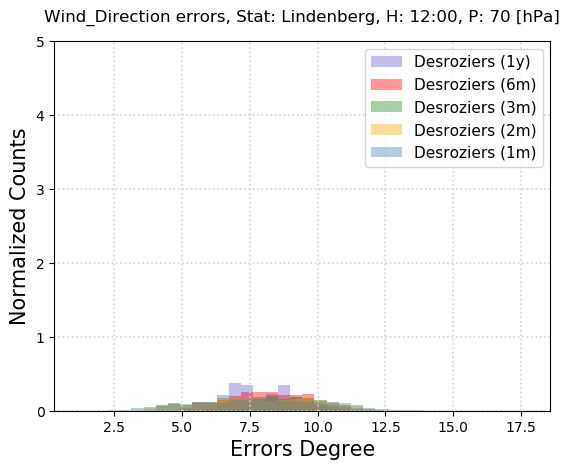 Wind_Direction errors, Stat: Lindenberg, H: 12:00, P: 70 [hPa]
5
4
3
2
1
0
Normalized Counts
Desroziers (1y)
Desroziers (6m)
Desroziers (3m)
Desroziers (2m)
Desroziers (1m)
2.5 5.0 7.5 10.0 12.5 15.0 17.5
Errors Degree